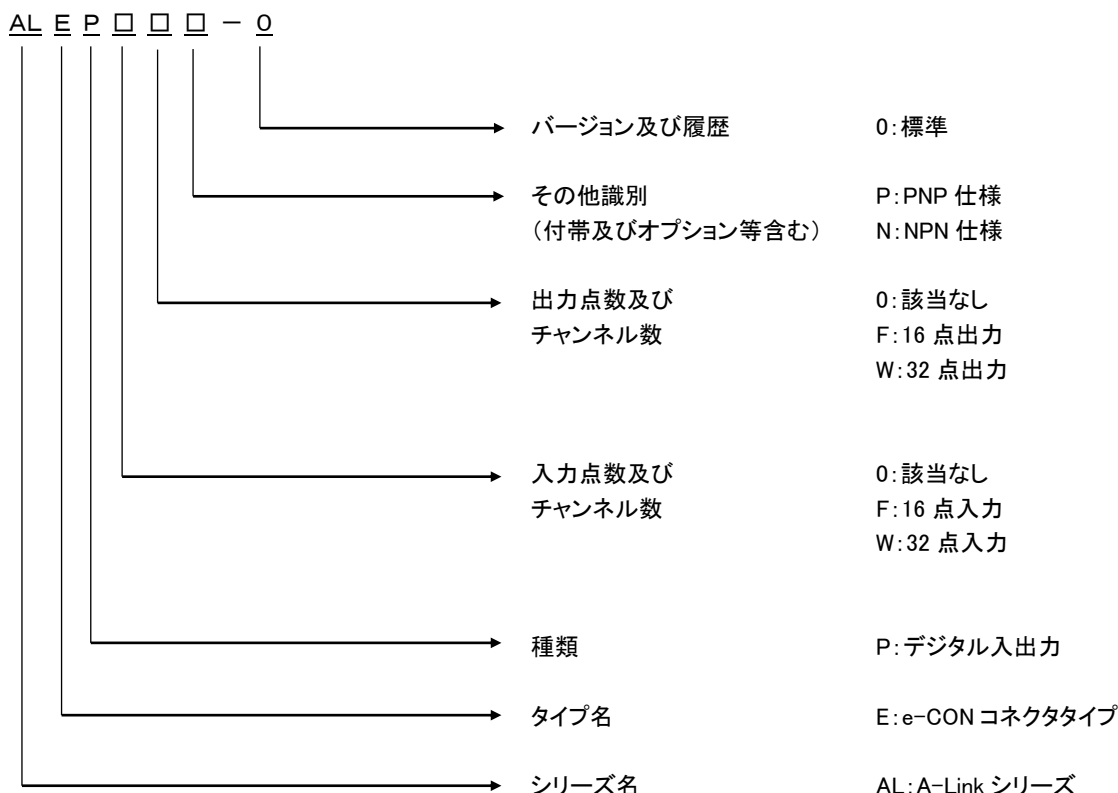 AL E P □ □ □ － 0
バージョン及び履歴 0：標準
その他識別 P：PNP 仕様
（付帯及びオプション等含む） N：NPN 仕様
出力点数及び 0：該当なし
チャンネル数 F：16 点出力
W：32 点出力
入力点数及び 0：該当なし
チャンネル数 F：16 点入力
W：32 点入力
種類 P：デジタル入出力
タイプ名 E：e-CON コネクタタイプ
シリーズ名 AL：A-Link シリーズ